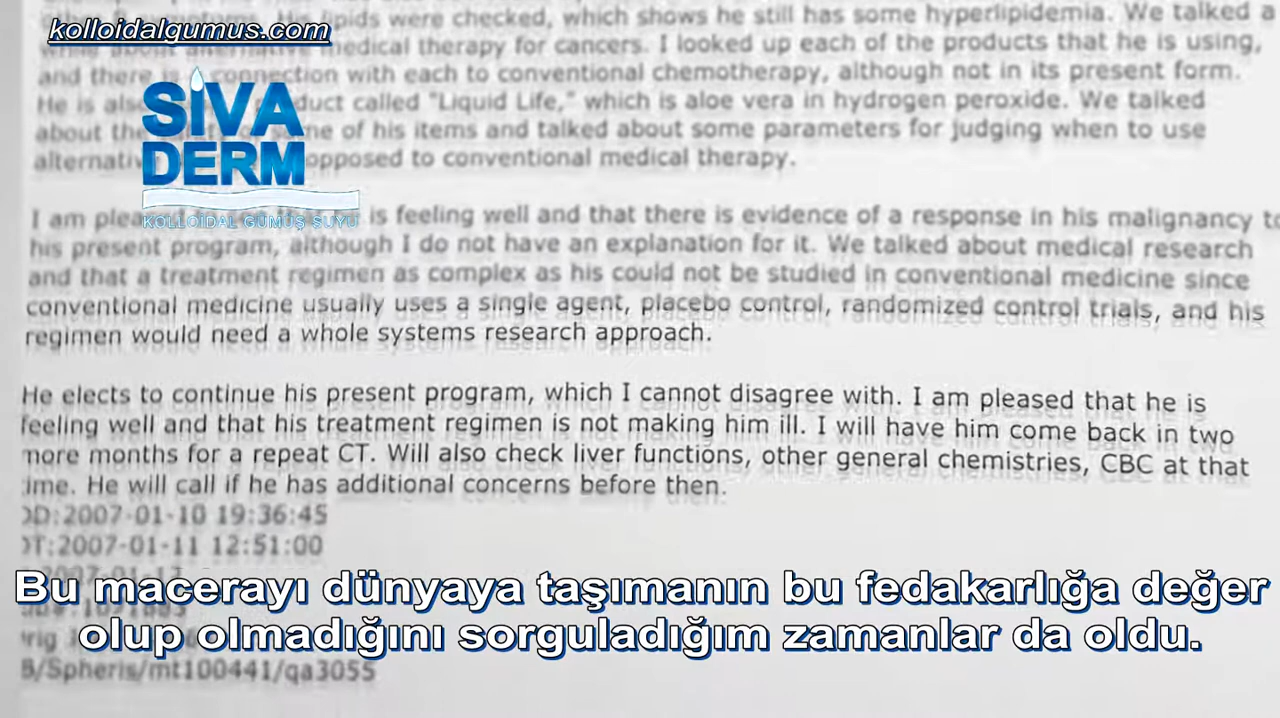 kolloidalgumus.com
lipids were checked, which shows he still has some hyperlipidemia. We talked a
medical therapy for cancers. I looked up each of the products that he is using,
and there connection with each to conventional chemotherapy, although not in its present form.
He is called "Liquid Life," which is aloe vera in hydrogen peroxide. We talked
SİVA
about of his items and talked about some parameters for judging when to use
DERM
opposed to conventional medical therapy.
KOLLOİDAL GÜMÜŞ SUYU
I am is feeling well and that there is evidence of a response in his malignancy to
his present program, although I do not have an explanation for it. We talked about medical research
and that a treatment regimen as complex as his could not be studied in conventional medicine since
conventional medicine usually uses a single agent, placebo control, randomized control trials, and his
regimen would need a whole systems research approach.
He elects to continue his present program, which I cannot disagree with. I am pleased that he is
feeling well and that his treatment regimen is not making him ill. I will have him come back in two
more months for a repeat CT. Will also check liver functions, other general chemistries, CBC at that
time. He will call if he has additional concerns before then.
DD:2007-01-10 19:36:45
DT:2007-01-11 12:51:00
Bu macerayı dünyaya taşımanın bu fedakarlığa değer
olup olmadığını sorguladığım zamanlar da oldu.
B/Spheris/mt100441/qa3055